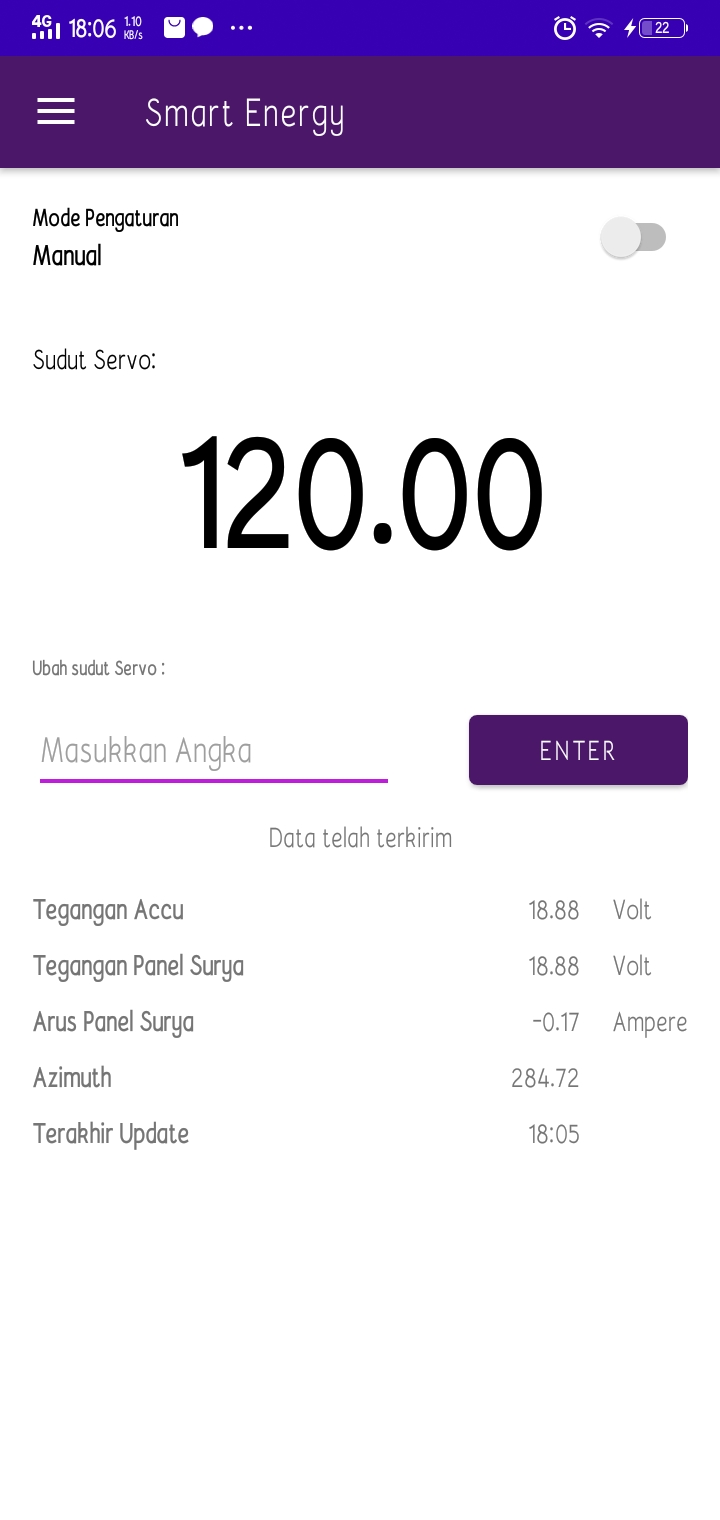 4G 18:06 1.10 KB/s ... 22
Smart Energy
Mode Pengaturan
Manual
Sudut Servo:
120.00
Ubah sudut Servo :
Masukkan Angka ENTER
Data telah terkirim
Tegangan Accu 18.88 Volt
Tegangan Panel Surya 18.88 Volt
Arus Panel Surya -0.17 Ampere
Azimuth 284.72
Terakhir Update 18:05